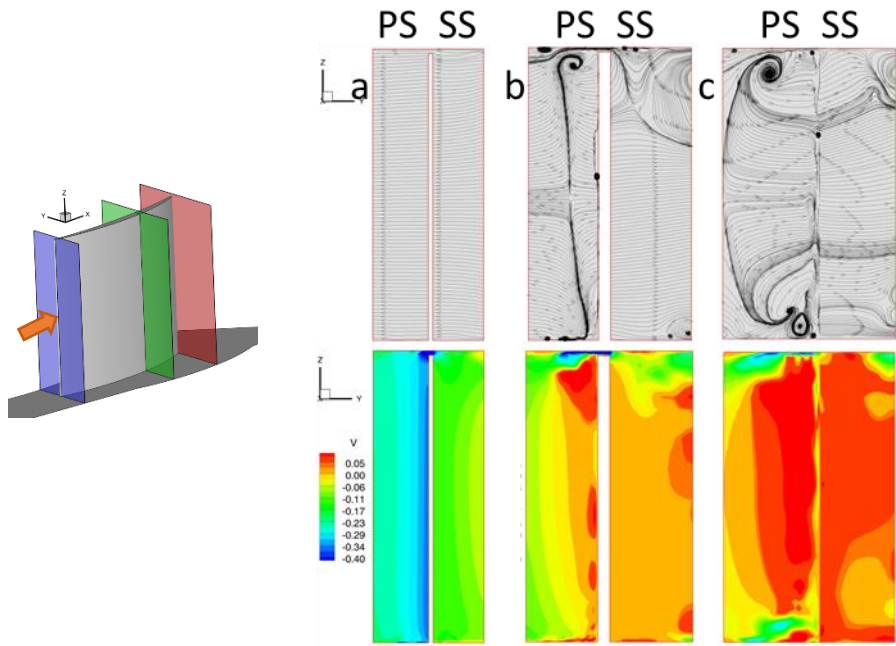 PS SS
PS SS
PS SS
a
b
c
Z
Y
Z
Y
X
Z
Y
V
0.05
0.00
-0.06
-0.11
-0.17
-0.23
-0.29
-0.34
-0.40